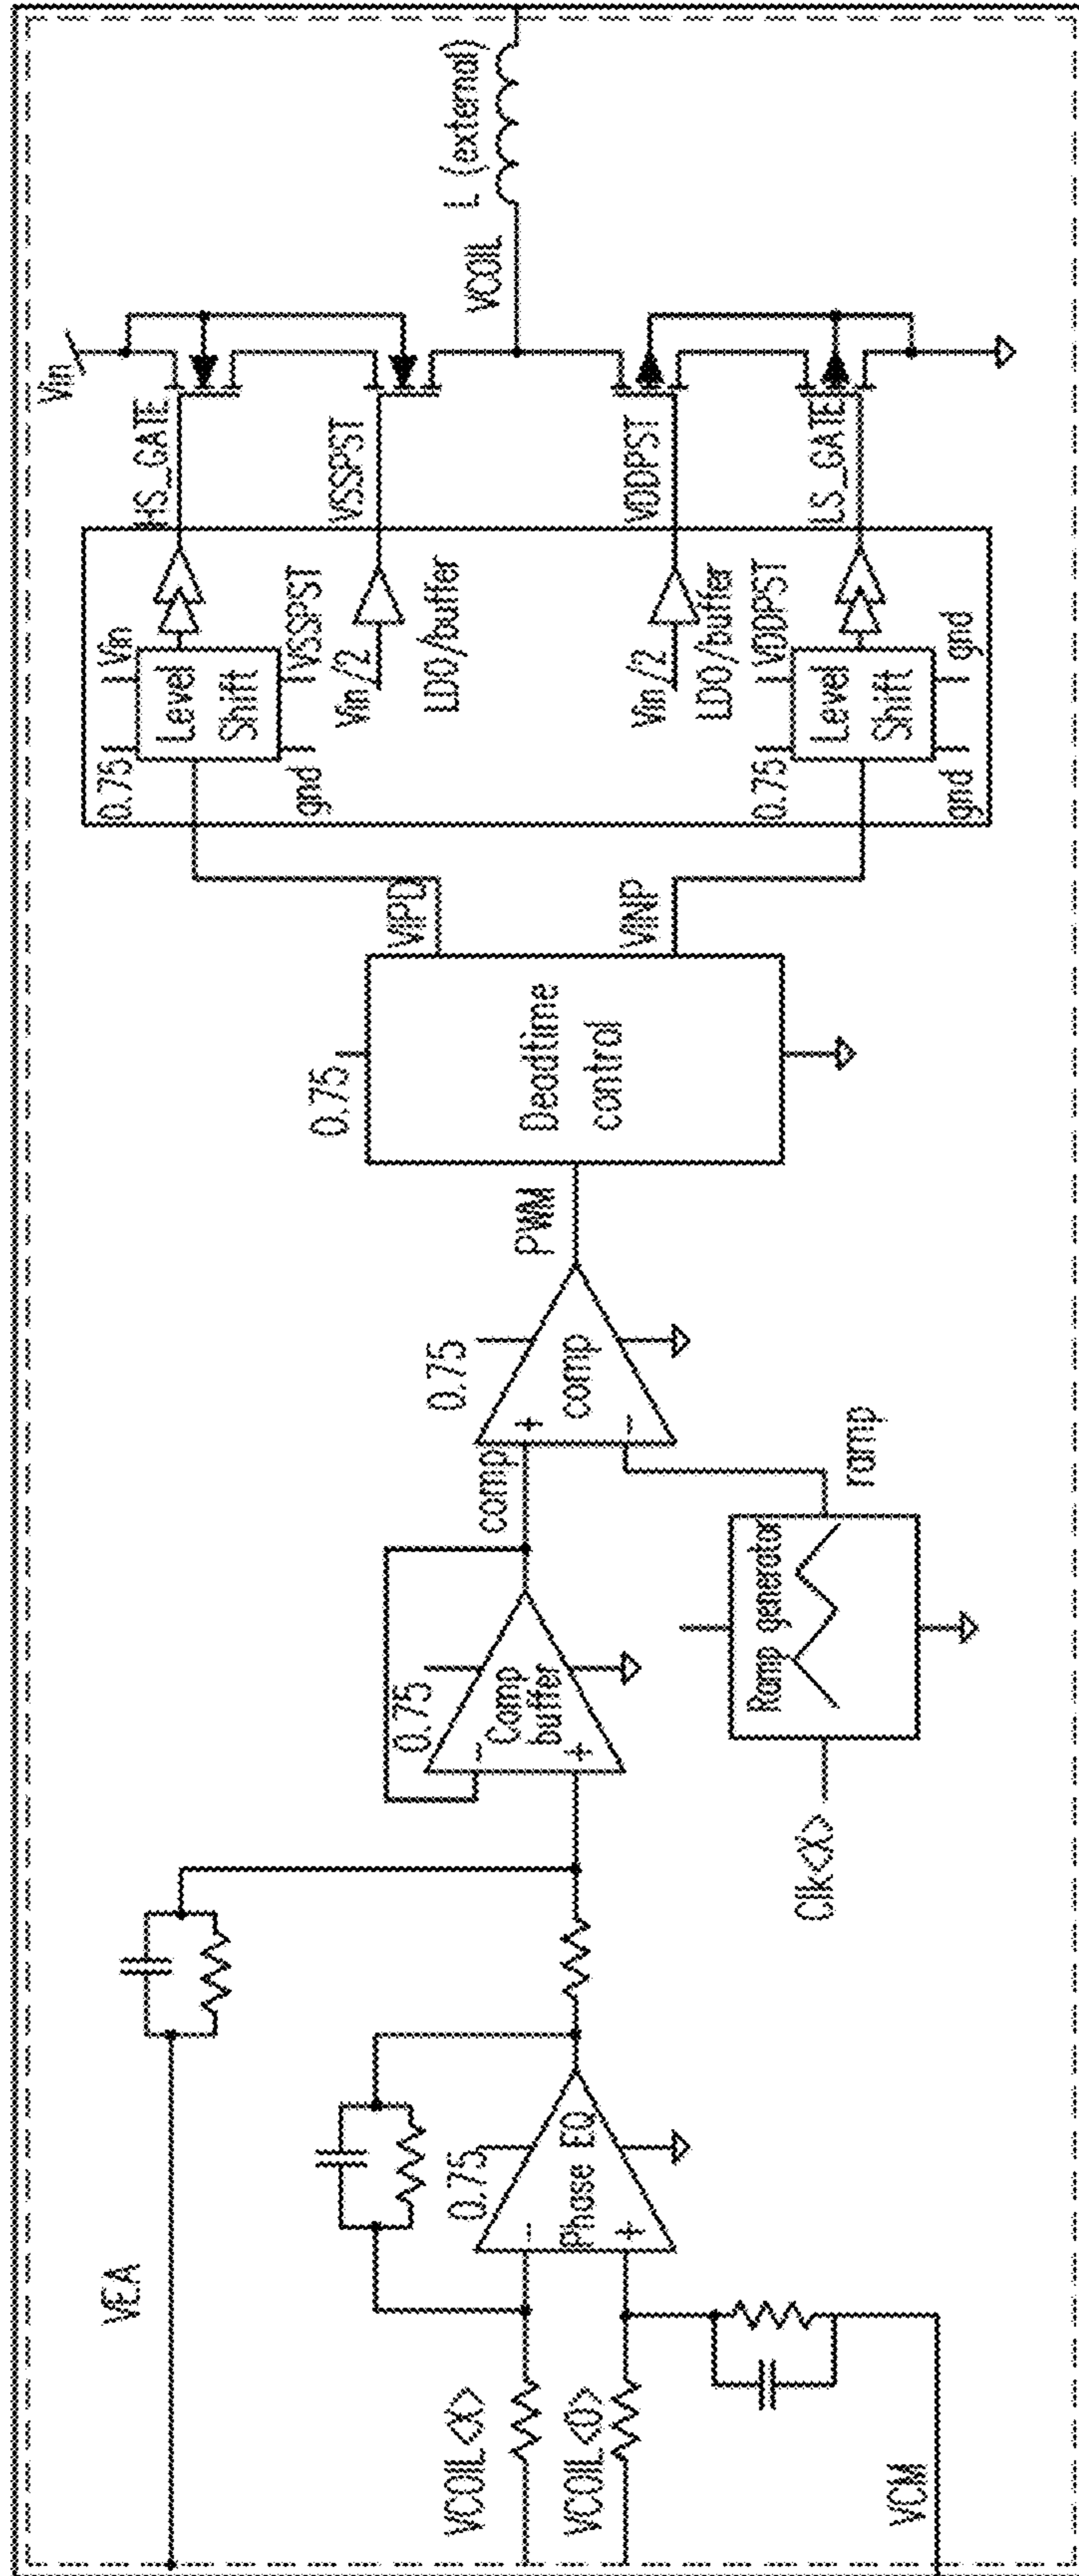 VEA
VCOIL<X>
VCOIL<0>
VCM
0.75
Phase EQ
-
+
0.75
Comp
buffer
-
+
comp
Clk<X>
Ramp generator
ramp
0.75
comp
+
-
PWM
0.75
Deadtime
control
VIPD
VINP
0.75
Vin
Level
Shift
gnd
VSSPST
Vin/2
LDO/buffer
Vin/2
LDO/buffer
0.75
VDDPST
Level
Shift
gnd
gnd
HS_GATE
VSSPST
VDDPST
LS_GATE
Vin
VCOIL
L (external)